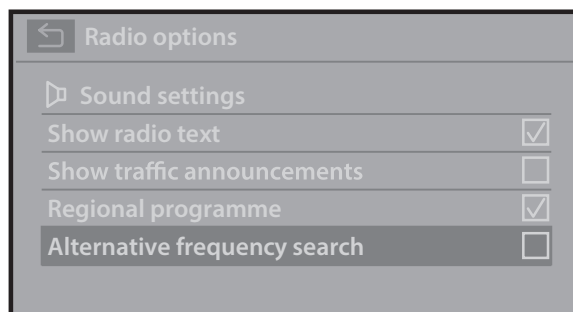 Radio options
Sound settings
Show radio text
Show traffic announcements
Regional programme
Alternative frequency search